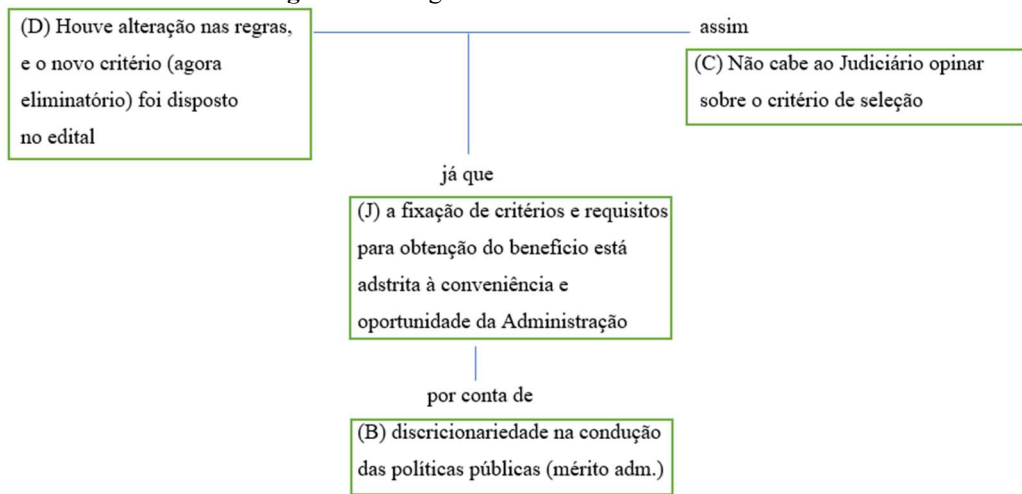 (D) Houve alteração nas regras,
e o novo critério (agora
eliminatório) foi disposto
no edital
assim
(C) Não cabe ao Judiciário opinar
sobre o critério de seleção
já que
(J) a fixação de critérios e requisitos
para obtenção do benefício está
adstrita à conveniência e
oportunidade da Administração
por conta de
(B) discricionariedade na condução
das políticas públicas (mérito adm.)